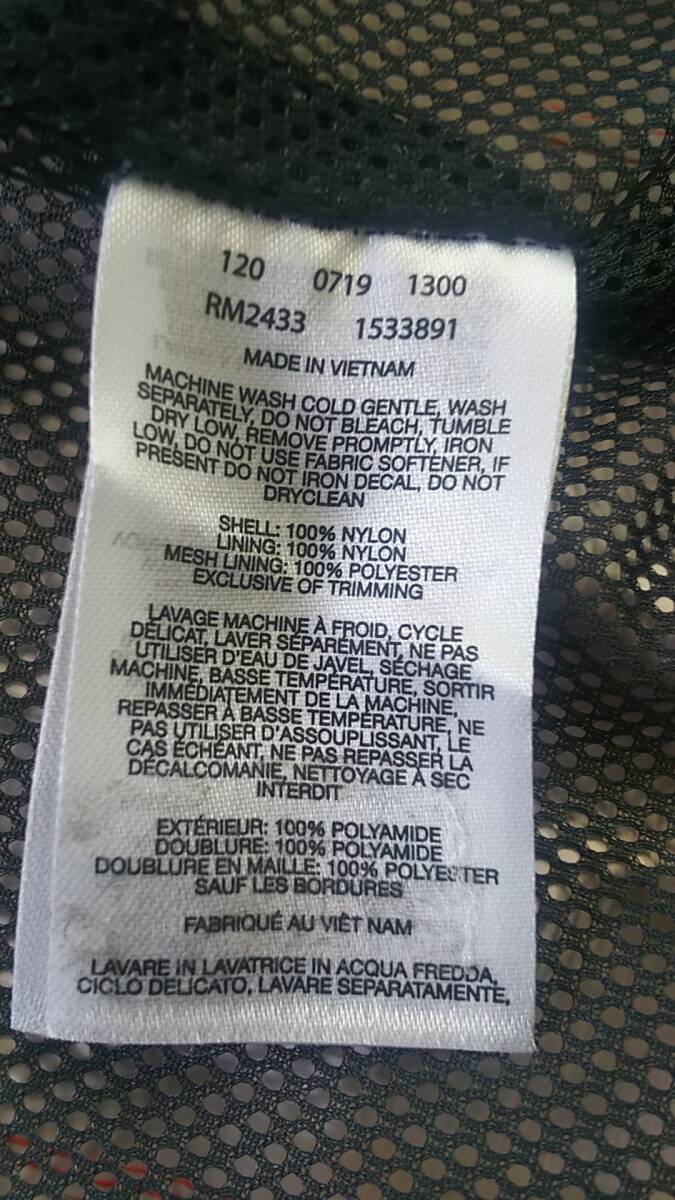 120 0719 1300
RM2433 1533891
MADE IN VIETNAM
MACHINE WASH COLD GENTLE, WASH
SEPARATELY, DO NOT BLEACH, TUMBLE
DRY LOW, REMOVE PROMPTLY, IRON
LOW, DO NOT USE FABRIC SOFTENER, IF
PRESENT DO NOT IRON DECAL, DO NOT
DRYCLEAN
SHELL: 100% NYLON
LINING: 100% NYLON
MESH LINING: 100% POLYESTER
EXCLUSIVE OF TRIMMING
LAVAGE MACHINE À FROID, CYCLE
DÉLICAT, LAVER SÉPARÉMENT, NE PAS
UTILISER D'EAU DE JAVEL, SÉCHAGE
MACHINE, BASSE TEMPÉRATURE, SORTIR
IMMÉDIATEMENT DE LA MACHINE,
REPASSER À BASSE TEMPÉRATURE, NE
PAS UTILISER D'ASSOUPLISSANT, LE
CAS ÉCHÉANT, NE PAS REPASSER LA
DÉCALCOMANIE, NETTOYAGE À SEC
INTERDIT
EXTÉRIEUR: 100% POLYAMIDE
DOUBLURE: 100% POLYAMIDE
DOUBLURE EN MAILLE: 100% POLYESTER
SAUF LES BORDURES
FABRIQUÉ AU VIÊT NAM
LAVARE IN LAVATRICE IN ACQUA FREDDA,
CICLO DELICATO, LAVARE SEPARATAMENTE,